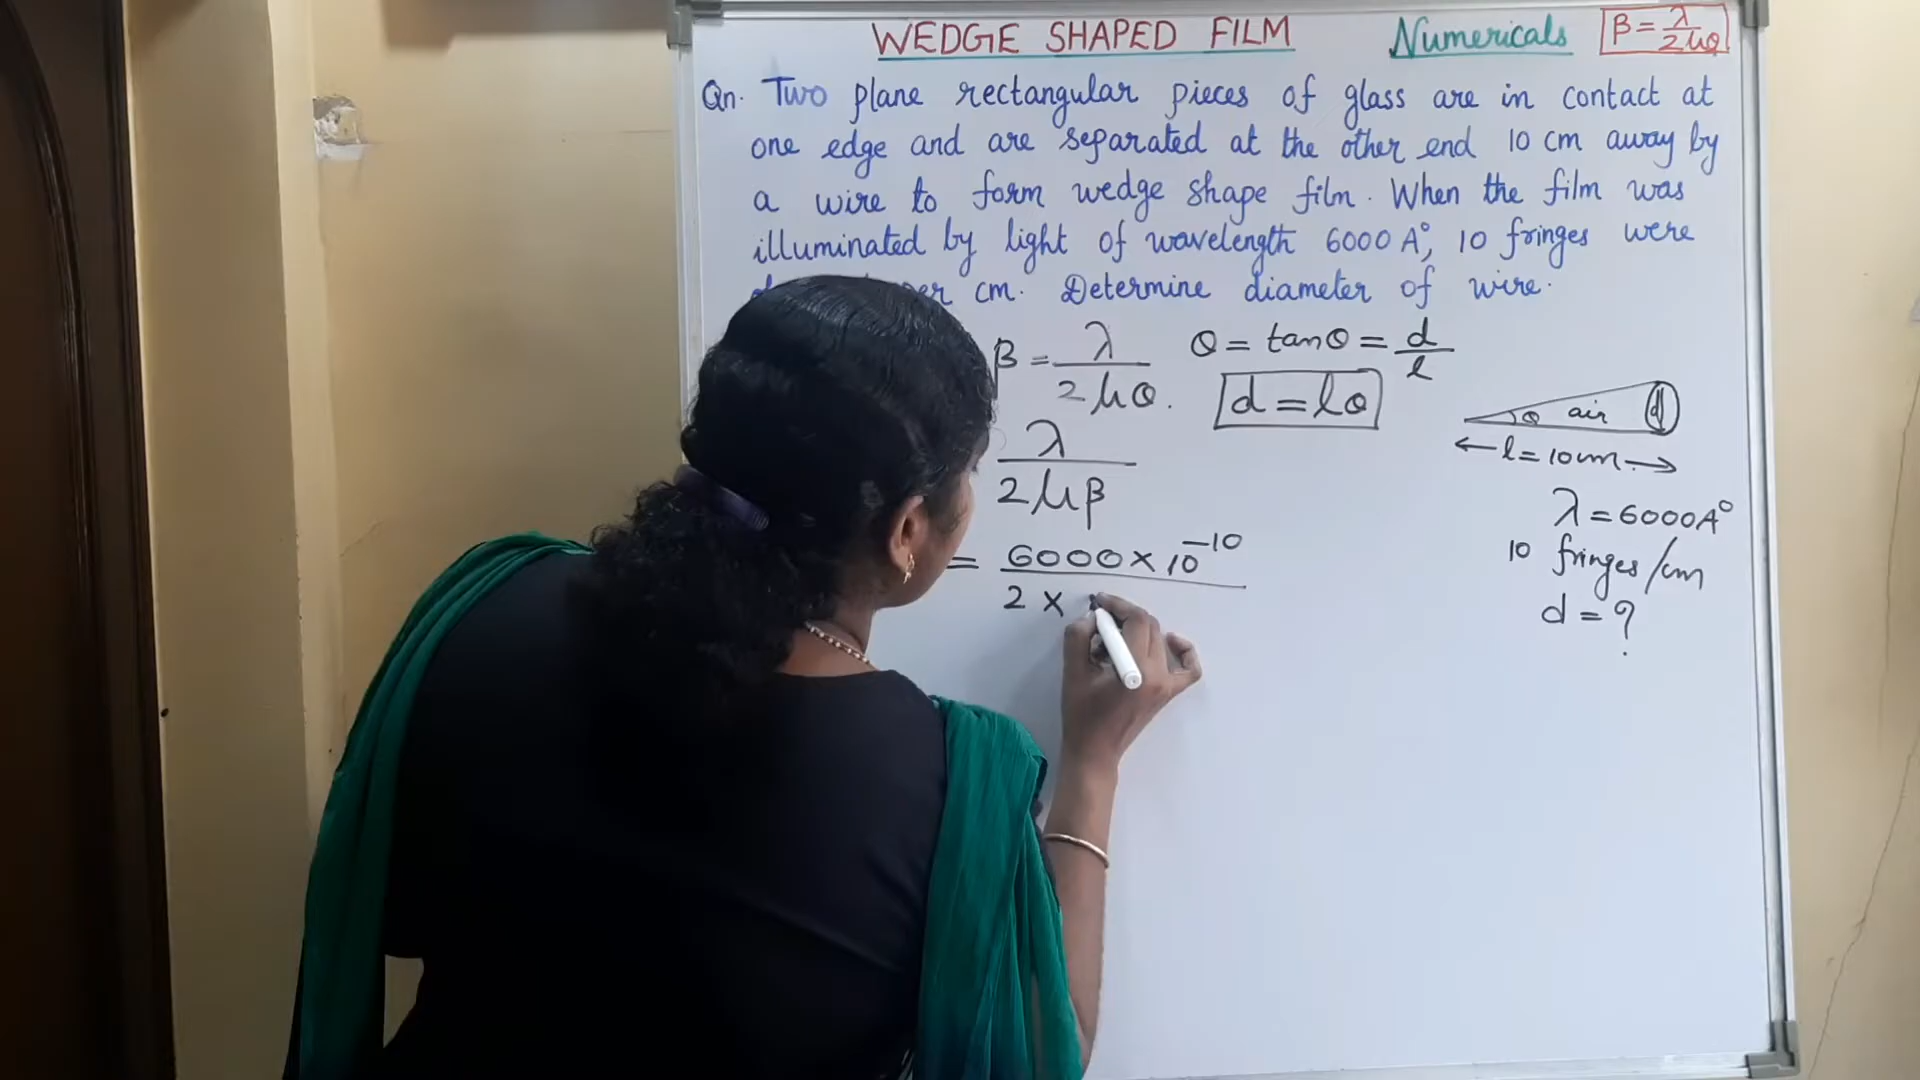 WEDGE SHAPED FILM
Numericals
β = λ / 2μθ
Qn. Two plane rectangular pieces of glass are in contact at
one edge and are separated at the other end 10 cm away by
a wire to form wedge shape film. When the film was
illuminated by light of wavelength 6000 A°, 10 fringes were
cm. Determine diameter of wire.
β = λ / 2μθ.
θ = tanθ = d / l
d = lθ
λ / 2μβ
= 6000 × 10⁻¹⁰ / 2 ×
θ air d
l = 10cm
λ = 6000A°
10 fringes/cm
d = ?